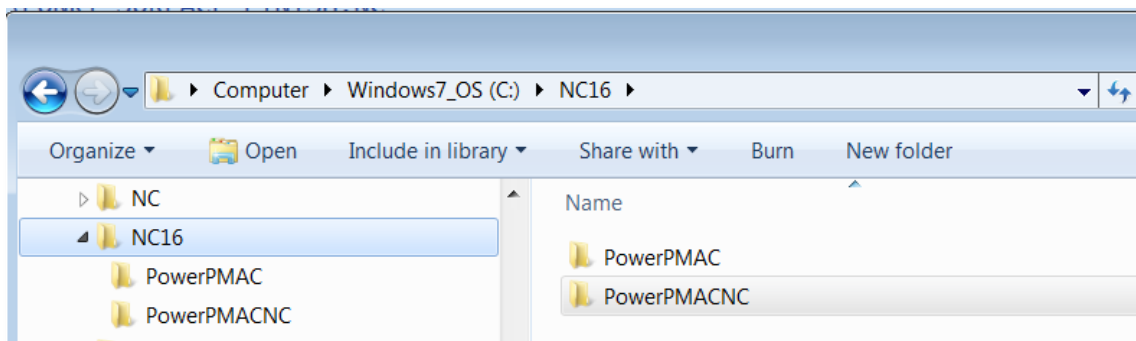 Computer Windows7_OS (C:) NC16
Organize Open Include in library Share with Burn New folder
NC
NC16
PowerPMAC
PowerPMACNC
Name
PowerPMAC
PowerPMACNC